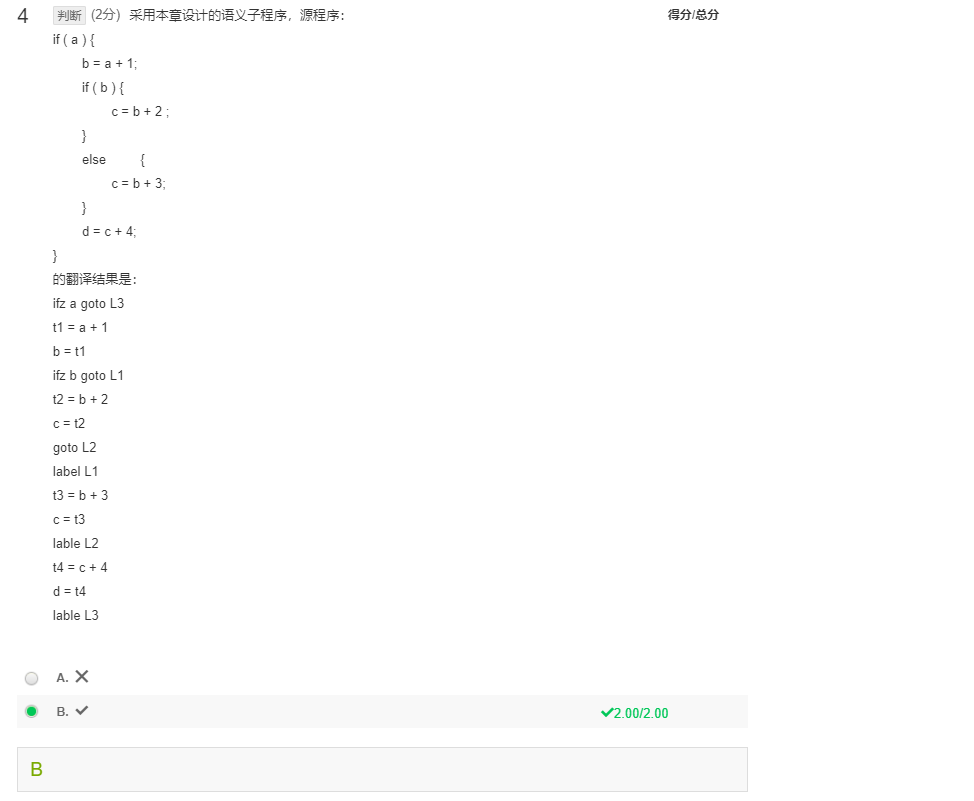 4 判断 (2分) 采用本章设计的语义子程序，源程序： 得分/总分
if ( a ) {
b = a + 1;
if ( b ) {
c = b + 2 ;
}
else {
c = b + 3;
}
d = c + 4;
}
的翻译结果是：
ifz a goto L3
t1 = a + 1
b = t1
ifz b goto L1
t2 = b + 2
c = t2
goto L2
label L1
t3 = b + 3
c = t3
lable L2
t4 = c + 4
d = t4
lable L3
A. ✕
B. ✓ ✓2.00/2.00
B